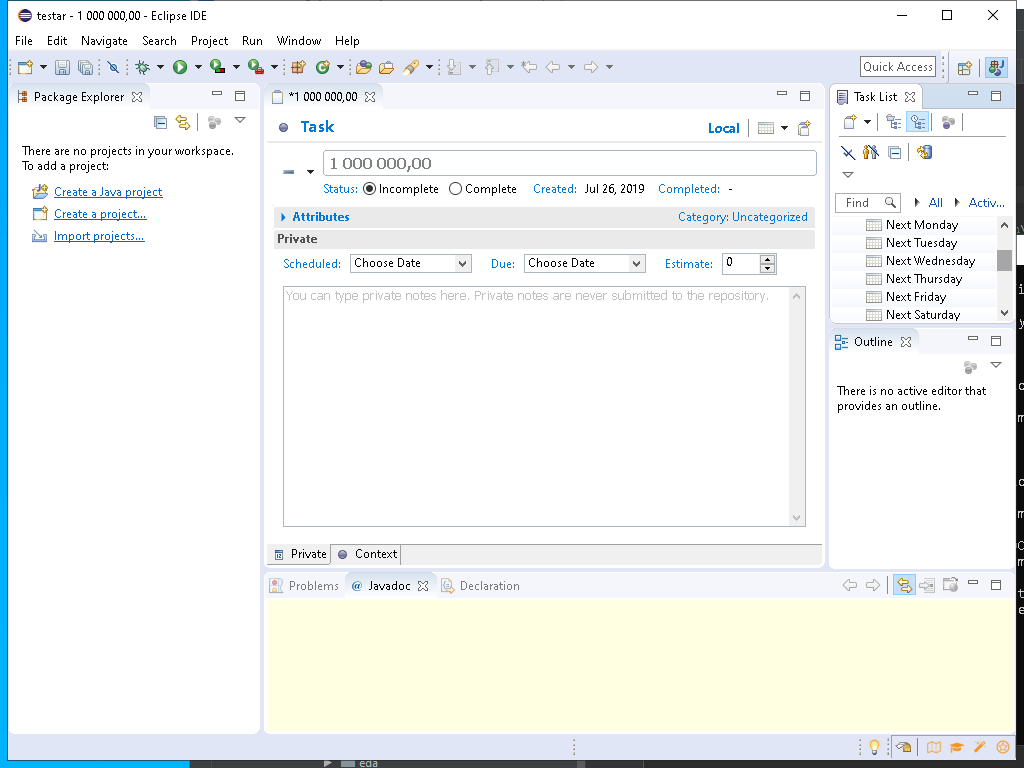 testar - 1 000 000,00 - Eclipse IDE
File Edit Navigate Search Project Run Window Help
Quick Access
Package Explorer
There are no projects in your workspace.
To add a project:
Create a Java project
Create a project...
Import projects...
*1 000 000,00
Task
Local
1 000 000,00
Status: Incomplete Complete Created: Jul 26, 2019 Completed: -
Attributes Category: Uncategorized
Private
Scheduled: Choose Date Due: Choose Date Estimate: 0
You can type private notes here. Private notes are never submitted to the repository.
Private Context
Task List
Find All Activ...
Next Monday
Next Tuesday
Next Wednesday
Next Thursday
Next Friday
Next Saturday
Outline
There is no active editor that
provides an outline.
Problems @ Javadoc Declaration
eda